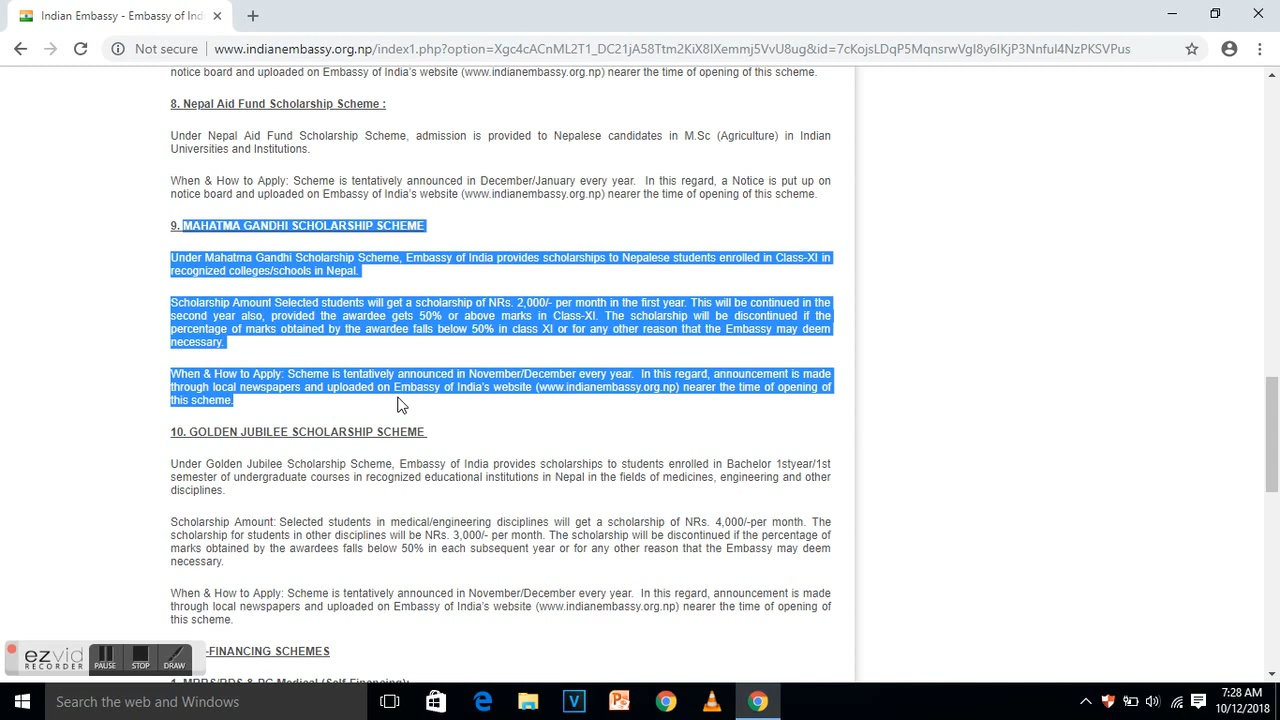 Indian Embassy - Embassy of Ind
Not secure
www.indianembassy.org.np/index1.php?option=Xgc4cACnML2T1_DC21jA58Ttm2KiX8IXemmj5VvU8ug&id=7cKojsLDqP5MqnsrwVgI8y6IKjP3Nnful4NzPKSVPus
notice board and uploaded on Embassy of India's website (www.indianembassy.org.np) nearer the time of opening of this scheme.
8. Nepal Aid Fund Scholarship Scheme :
Under Nepal Aid Fund Scholarship Scheme, admission is provided to Nepalese candidates in M.Sc (Agriculture) in Indian
Universities and Institutions.
When & How to Apply: Scheme is tentatively announced in December/January every year. In this regard, a Notice is put up on
notice board and uploaded on Embassy of India's website (www.indianembassy.org.np) nearer the time of opening of this scheme.
9. MAHATMA GANDHI SCHOLARSHIP SCHEME
Under Mahatma Gandhi Scholarship Scheme, Embassy of India provides scholarships to Nepalese students enrolled in Class-XI in
recognized colleges/schools in Nepal.
Scholarship Amount Selected students will get a scholarship of NRs. 2,000/- per month in the first year. This will be continued in the
second year also, provided the awardee gets 50% or above marks in Class-XI. The scholarship will be discontinued if the
percentage of marks obtained by the awardee falls below 50% in class XI or for any other reason that the Embassy may deem
necessary.
When & How to Apply: Scheme is tentatively announced in November/December every year. In this regard, announcement is made
through local newspapers and uploaded on Embassy of India's website (www.indianembassy.org.np) nearer the time of opening of
this scheme.
10. GOLDEN JUBILEE SCHOLARSHIP SCHEME
Under Golden Jubilee Scholarship Scheme, Embassy of India provides scholarships to students enrolled in Bachelor 1styear/1st
semester of undergraduate courses in recognized educational institutions in Nepal in the fields of medicines, engineering and other
disciplines.
Scholarship Amount: Selected students in medical/engineering disciplines will get a scholarship of NRs. 4,000/-per month. The
scholarship for students in other disciplines will be NRs. 3,000/- per month. The scholarship will be discontinued if the percentage of
marks obtained by the awardees falls below 50% in each subsequent year or for any other reason that the Embassy may deem
necessary.
When & How to Apply: Scheme is tentatively announced in November/December every year. In this regard, announcement is made
through local newspapers and uploaded on Embassy of India's website (www.indianembassy.org.np) nearer the time of opening of
this scheme.
-FINANCING SCHEMES
1. MBBS/BDS & PG Medical (Self Financing):
ezvid
RECORDER
PAUSE
STOP
DRAW
Search the web and Windows
7:28 AM
10/12/2018